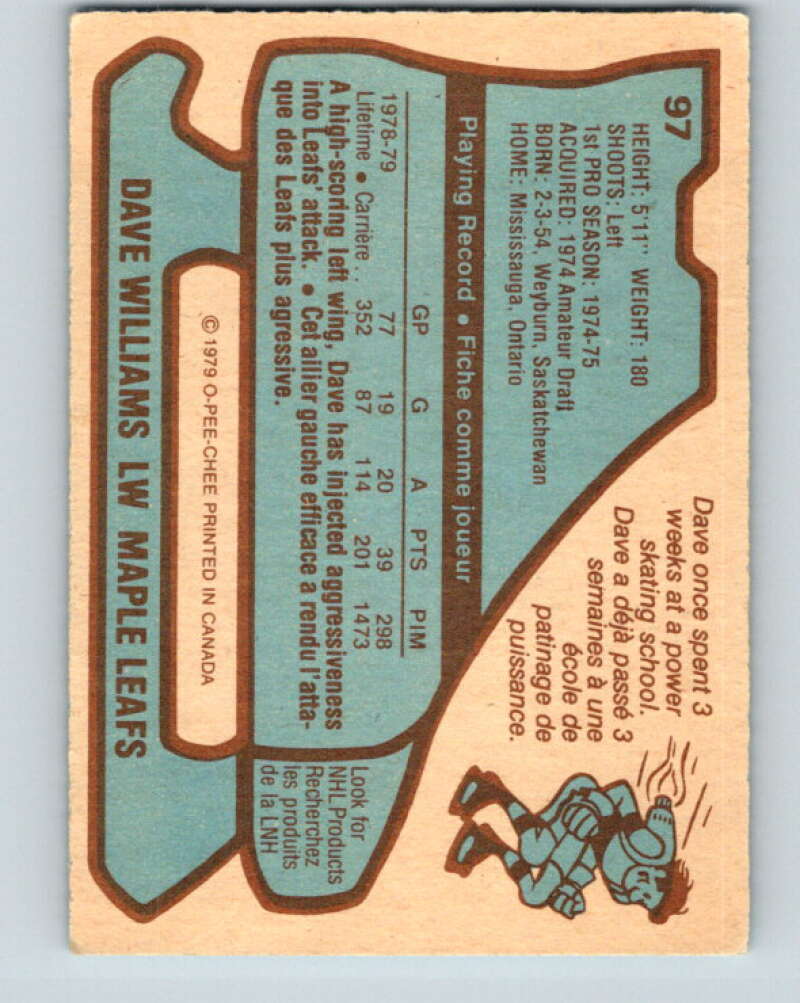 97
HEIGHT: 5'11" WEIGHT: 180
SHOOTS: Left
1st PRO SEASON: 1974-75
ACQUIRED: 1974 Amateur Draft
BORN: 2-3-54, Weyburn, Saskatchewan
HOME: Mississauga, Ontario
Dave once spent 3
weeks at a power
skating school.
Dave a déjà passé 3
semaines à une
école de
patinage de
puissance.
Playing Record • Fiche comme joueur
GP G A PTS PIM
1978-79 77 19 20 39 298
Lifetime • Carrière .. 352 87 114 201 1473
A high-scoring left wing, Dave has injected aggressiveness
into Leafs' attack. • Cet ailier gauche efficace a rendu l'atta-
que des Leafs plus agressive.
Look for
NHL Products
Recherchez
les produits
de la LNH
© 1979 O-PEE-CHEE PRINTED IN CANADA
DAVE WILLIAMS LW MAPLE LEAFS